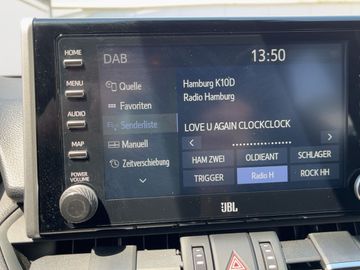 DAB
13:50
HOME
MENU
AUDIO
MAP
POWER
VOLUME
Quelle
Favoriten
Senderliste
Manuell
Zeitverschiebung
Hamburg K10D
Radio Hamburg
LOVE U AGAIN CLOCKCLOCK
HAM ZWEI
OLDIEANT
SCHLAGER
TRIGGER
Radio H
ROCK HH
JBL